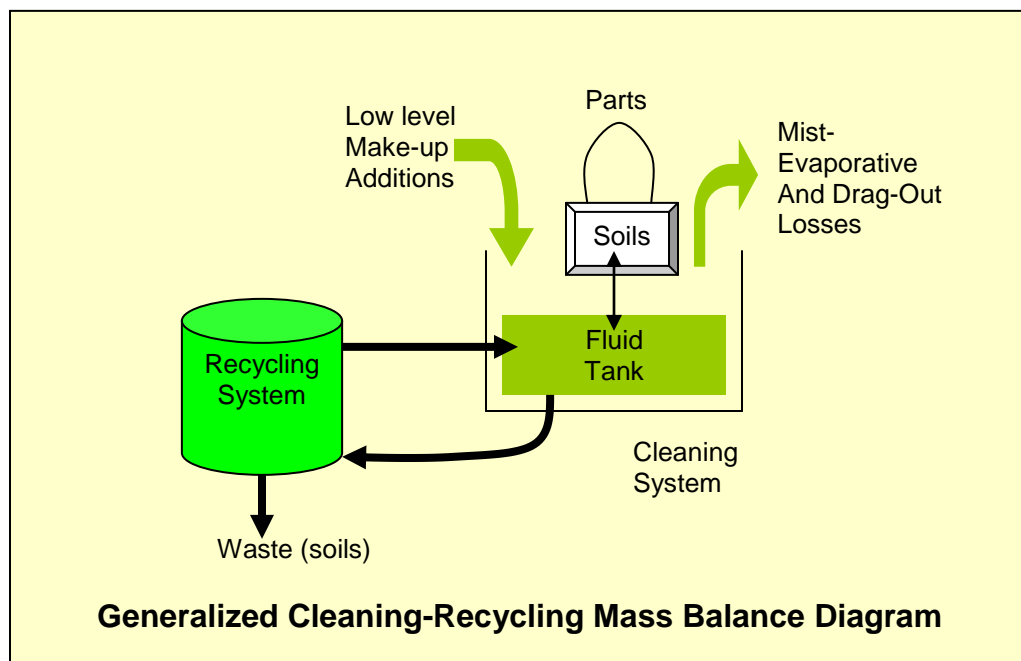 Parts
Low level
Make-up
Additions
Mist-
Evaporative
And Drag-Out
Losses
Soils
Fluid
Tank
Recycling
System
Cleaning
System
Waste (soils)
Generalized Cleaning-Recycling Mass Balance Diagram